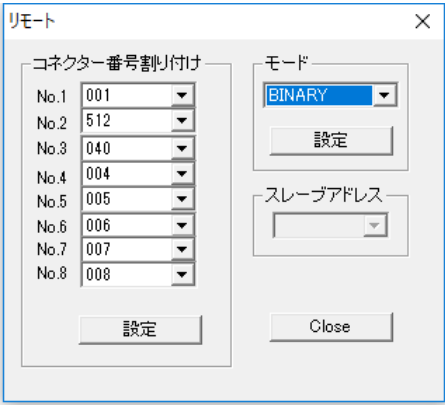 リモート
コネクター番号割り付け
No.1 001
No.2 512
No.3 040
No.4 004
No.5 005
No.6 006
No.7 007
No.8 008
設定
モード
BINARY
設定
スレーブアドレス
Close